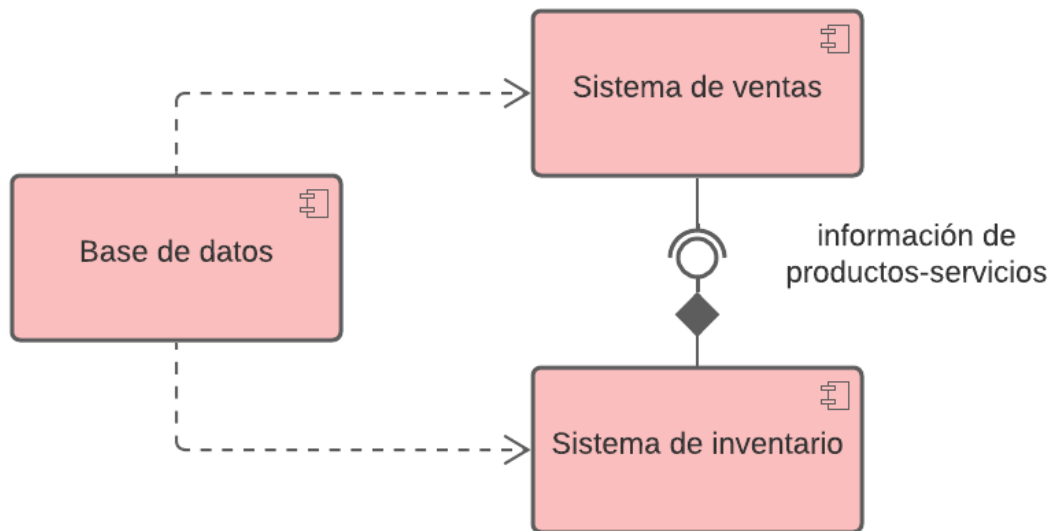 Sistema de ventas
Base de datos
información de
productos-servicios
Sistema de inventario